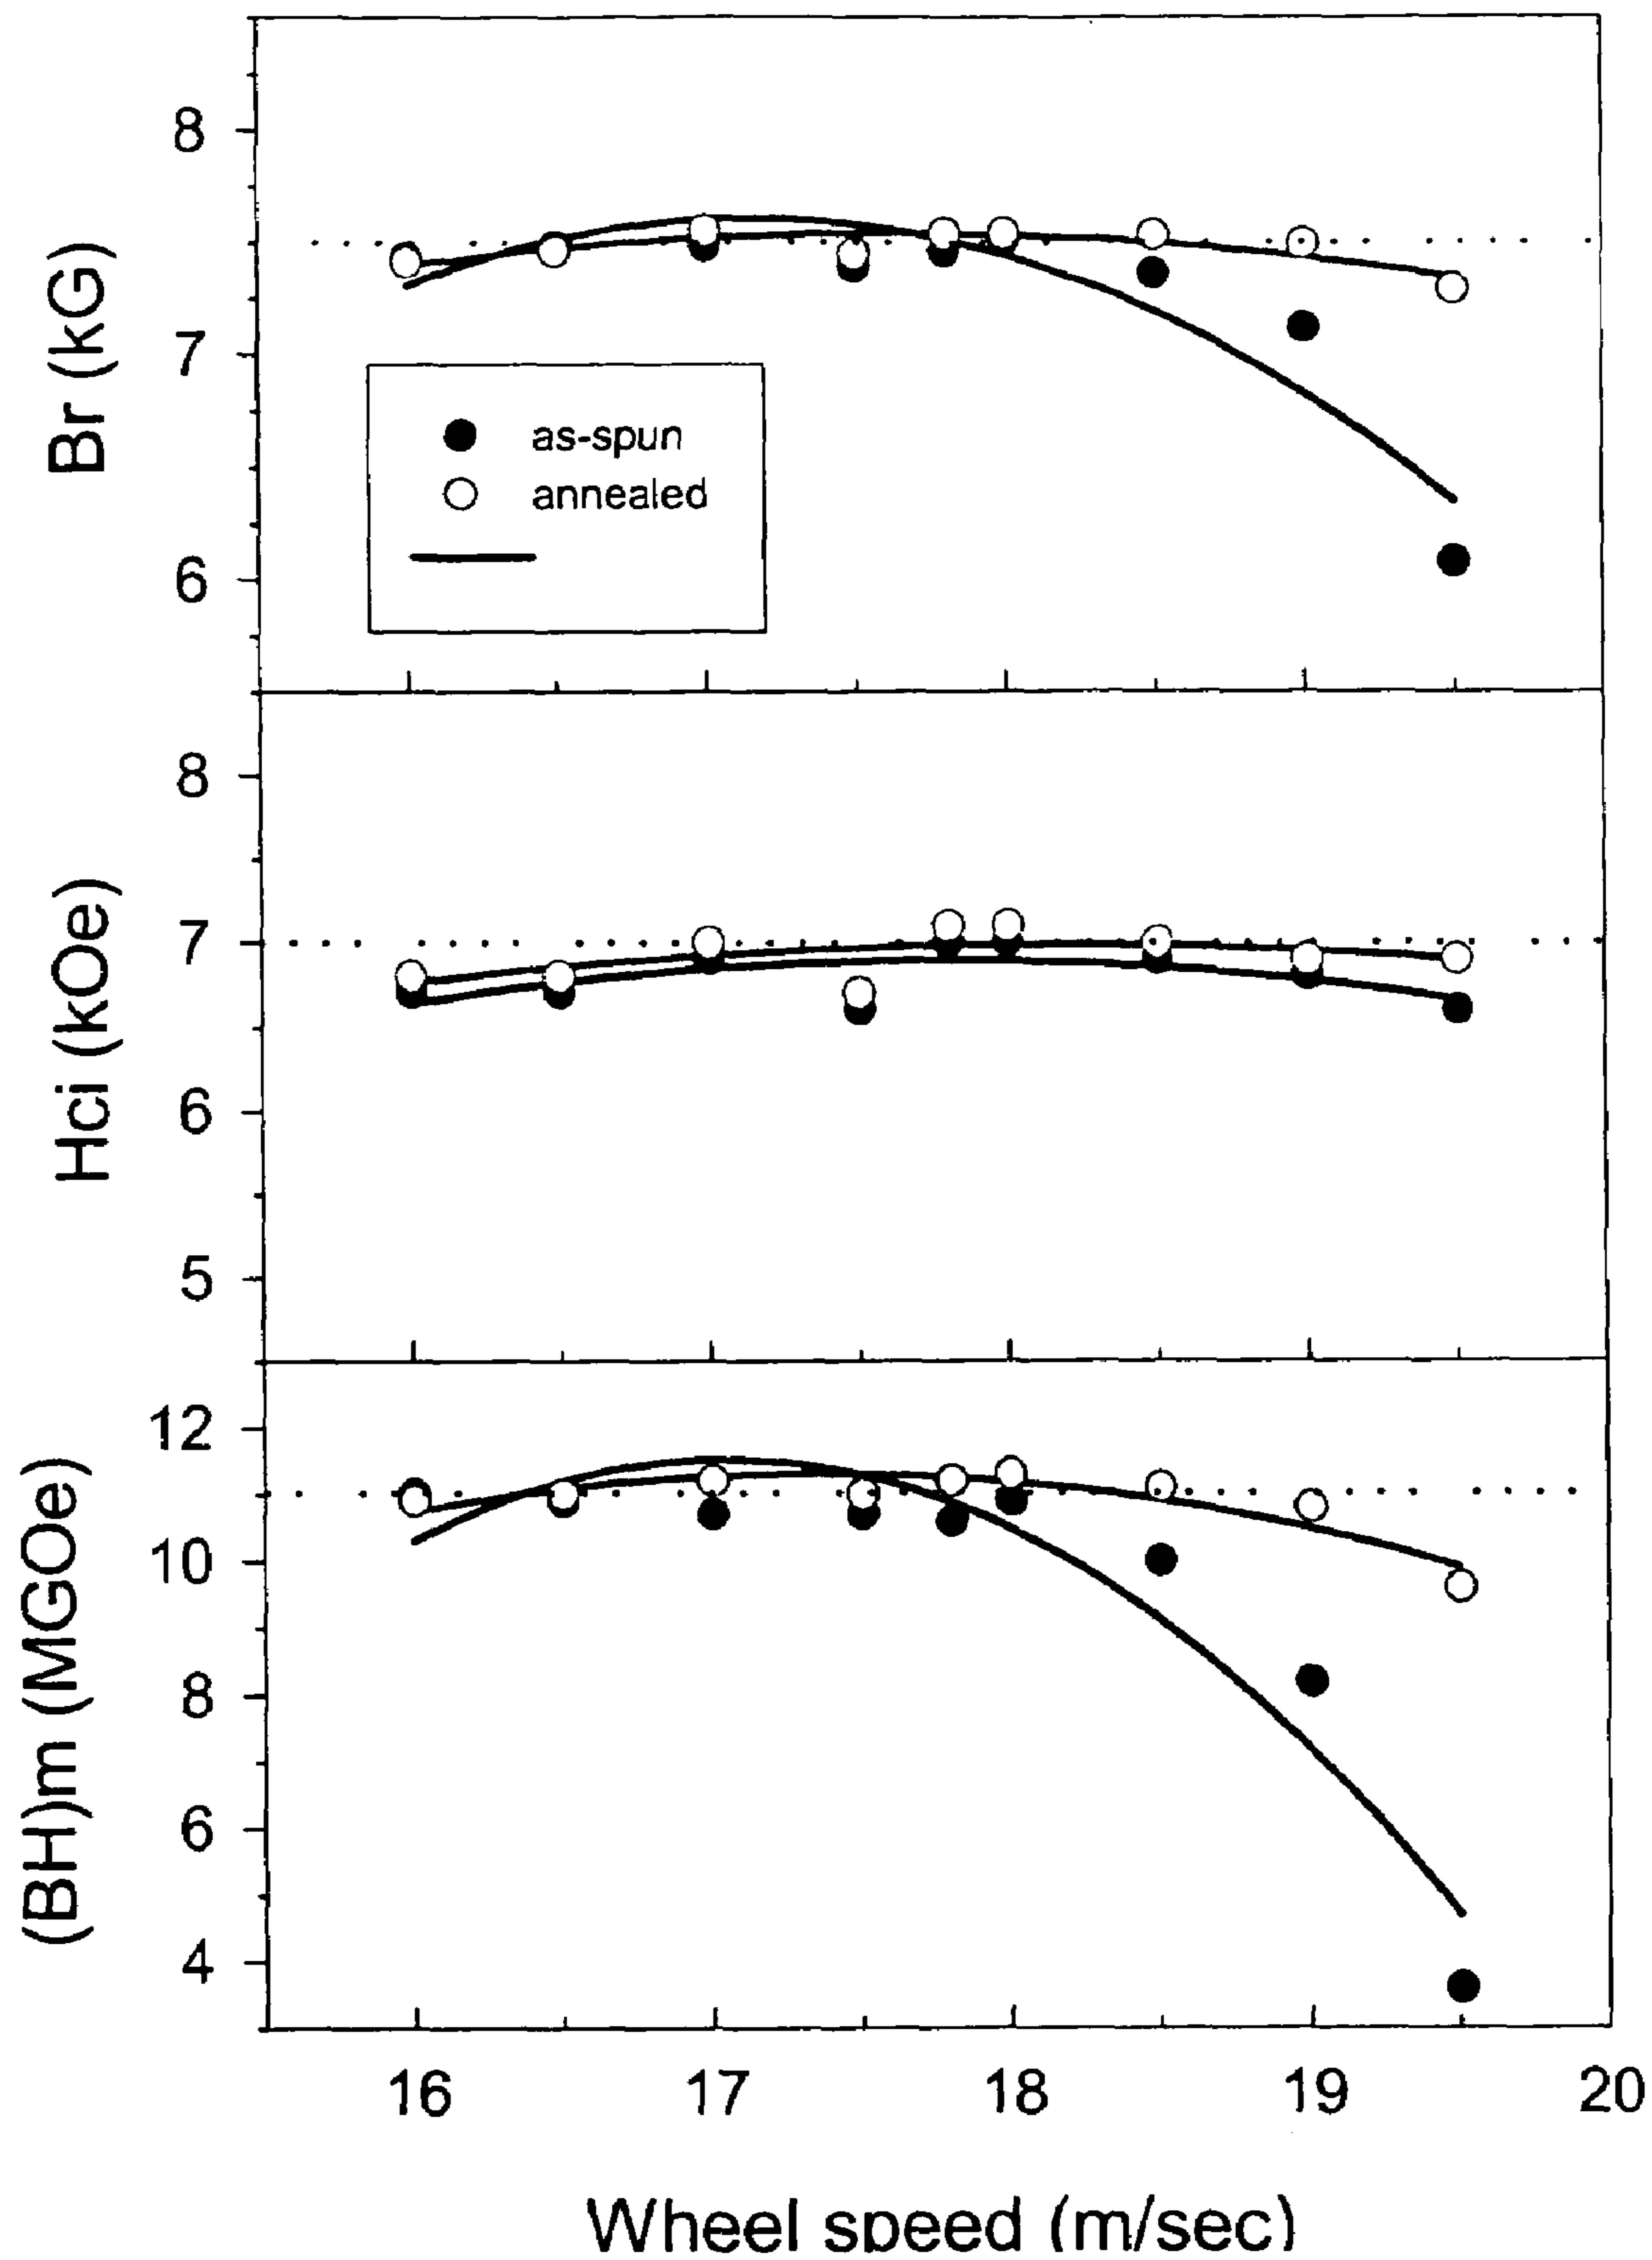 Br (kG)
8
7
6
as-spun
annealed
Hci (kOe)
8
7
6
5
(BH)m (MGOe)
12
10
8
6
4
16 17 18 19 20
Wheel speed (m/sec)